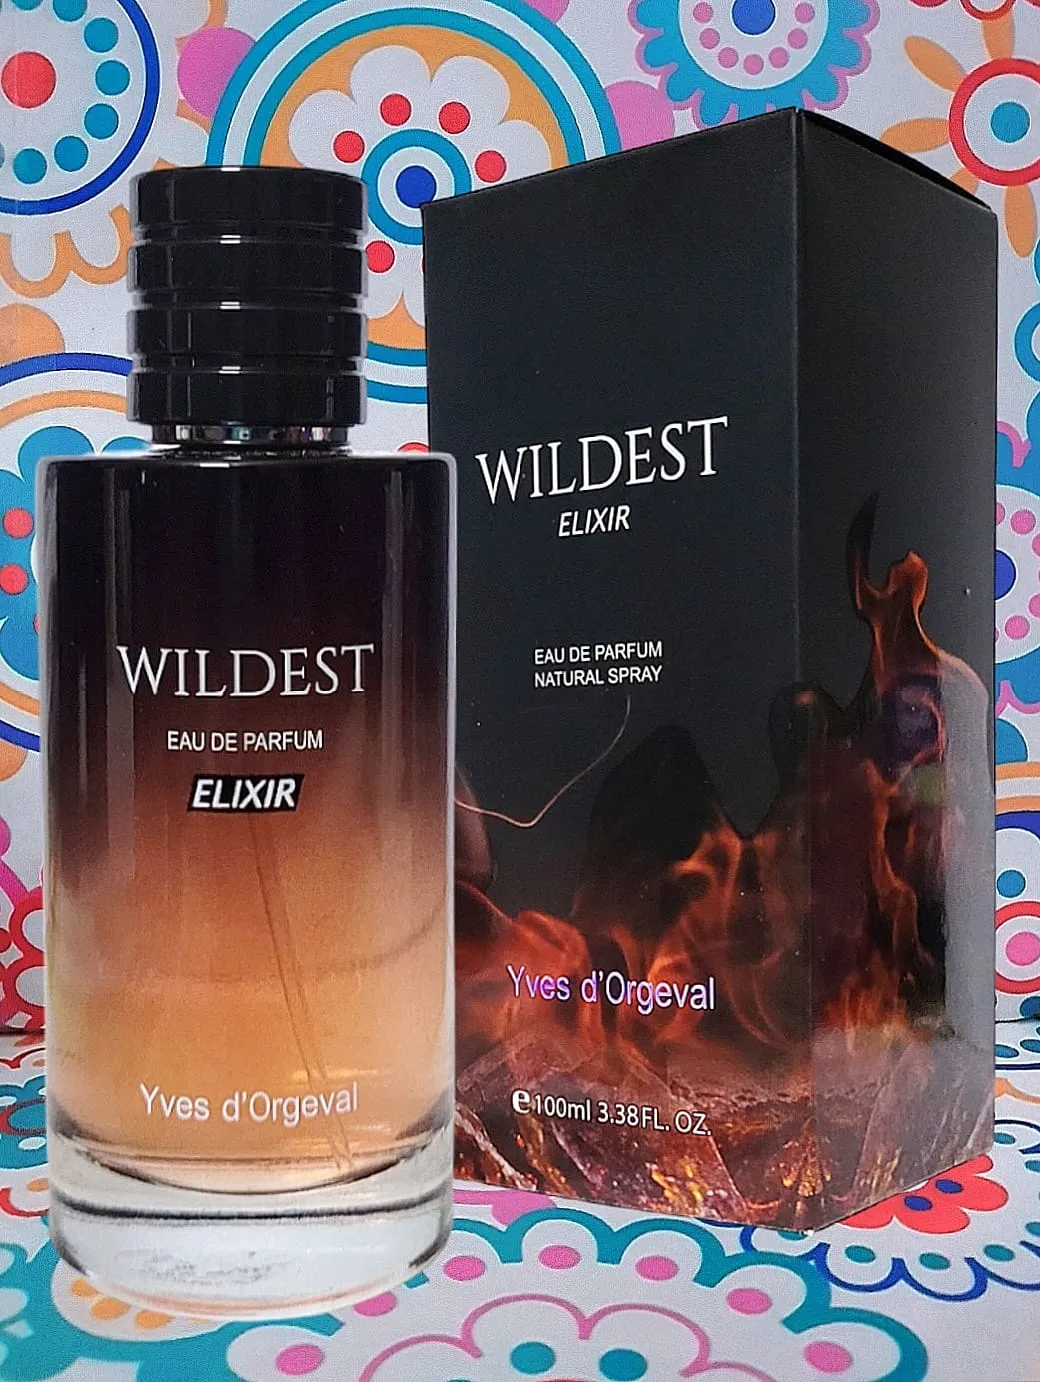 WILDEST
EAU DE PARFUM
ELIXIR
Yves d'Orgeval
WILDEST
ELIXIR
EAU DE PARFUM
NATURAL SPRAY
Yves d'Orgeval
℮100ml 3.38FL. OZ.